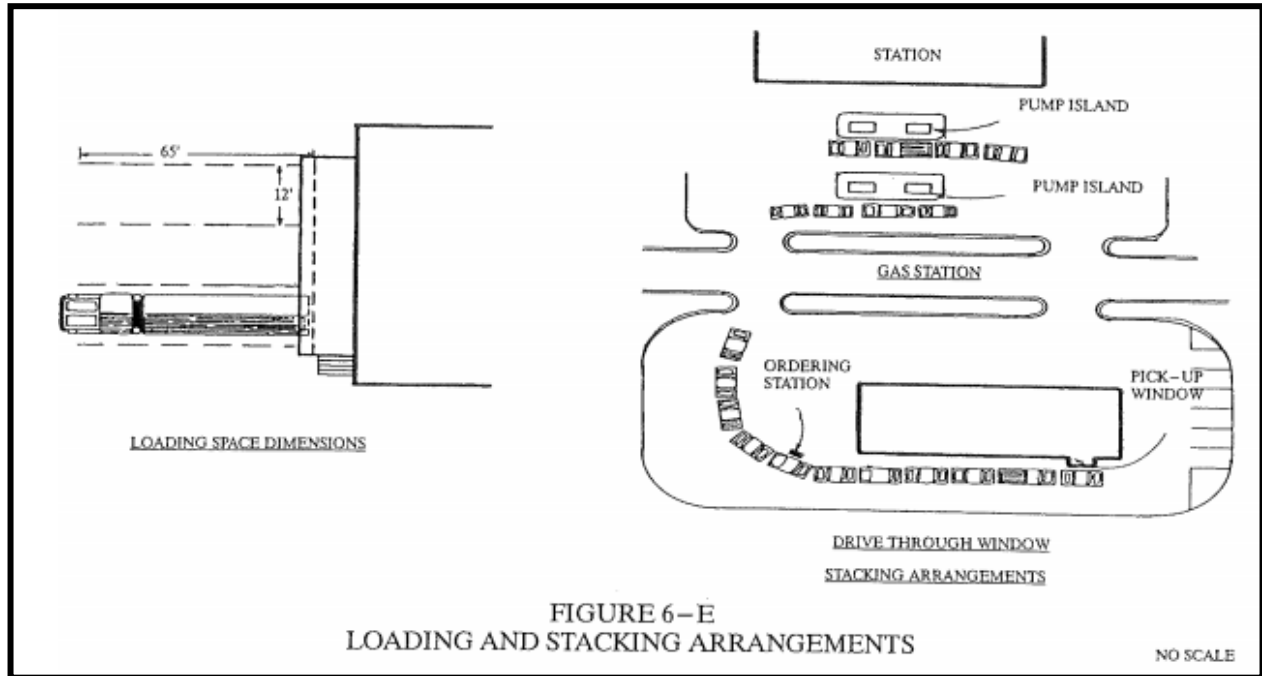 65'
12'
LOADING SPACE DIMENSIONS
STATION
PUMP ISLAND
PUMP ISLAND
GAS STATION
ORDERING
STATION
PICK-UP
WINDOW
DRIVE THROUGH WINDOW
STACKING ARRANGEMENTS
FIGURE 6-E
LOADING AND STACKING ARRANGEMENTS
NO SCALE